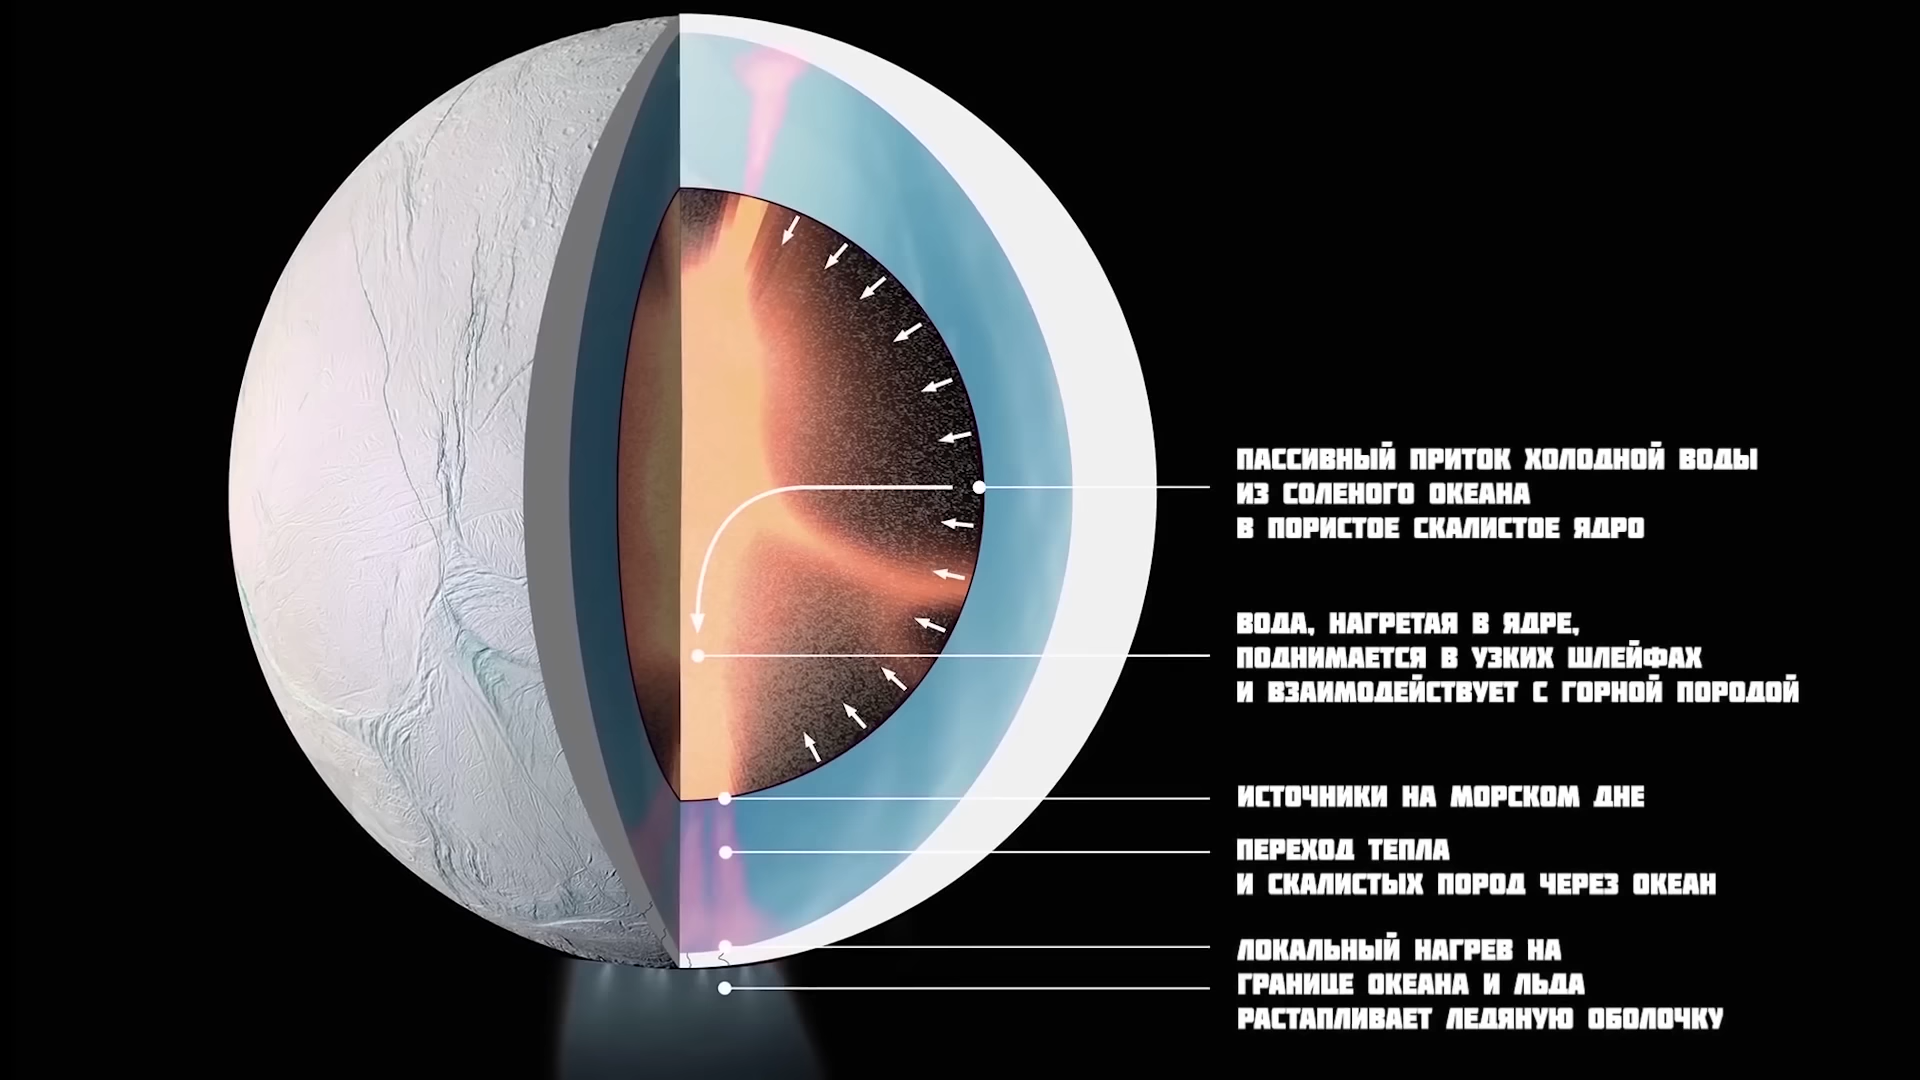 ПАССИВНЫЙ ПРИТОК ХОЛОДНОЙ ВОДЫ
ИЗ СОЛЕНОГО ОКЕАНА
В ПОРИСТОЕ СКАЛИСТОЕ ЯДРО
ВОДА, НАГРЕТАЯ В ЯДРЕ,
ПОДНИМАЕТСЯ В УЗКИХ ШЛЕЙФАХ
И ВЗАИМОДЕЙСТВУЕТ С ГОРНОЙ ПОРОДОЙ
ИСТОЧНИКИ НА МОРСКОМ ДНЕ
ПЕРЕХОД ТЕПЛА
И СКАЛИСТЫХ ПОРОД ЧЕРЕЗ ОКЕАН
ЛОКАЛЬНЫЙ НАГРЕВ НА
ГРАНИЦЕ ОКЕАНА И ЛЬДА
РАСТАПЛИВАЕТ ЛЕДЯНУЮ ОБОЛОЧКУ